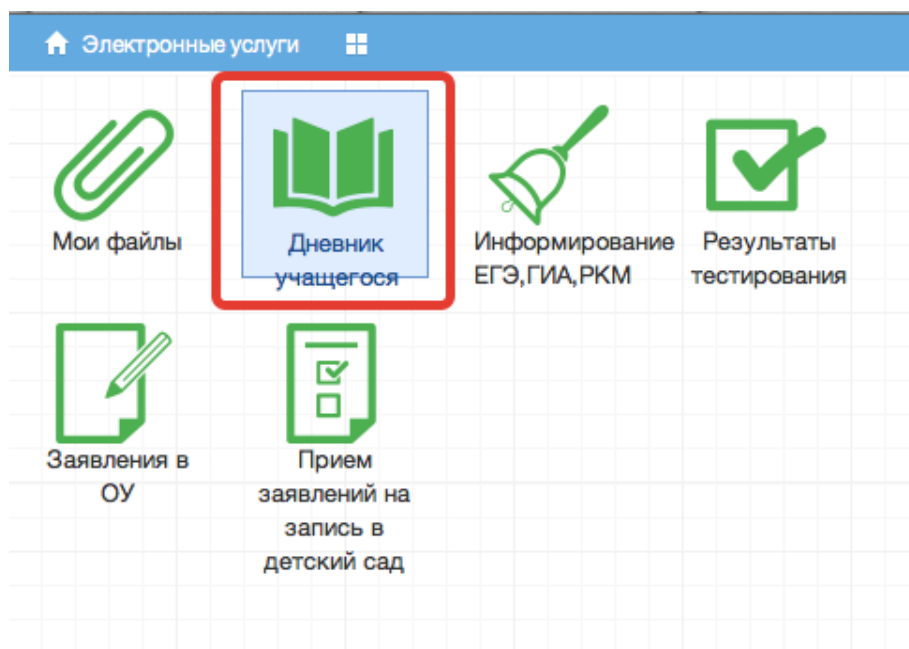 Электронные услуги
Мои файлы
Дневник
учащегося
Информирование
ЕГЭ,ГИА,РКМ
Результаты
тестирования
Заявления в
ОУ
Прием
заявлений на
запись в
детский сад